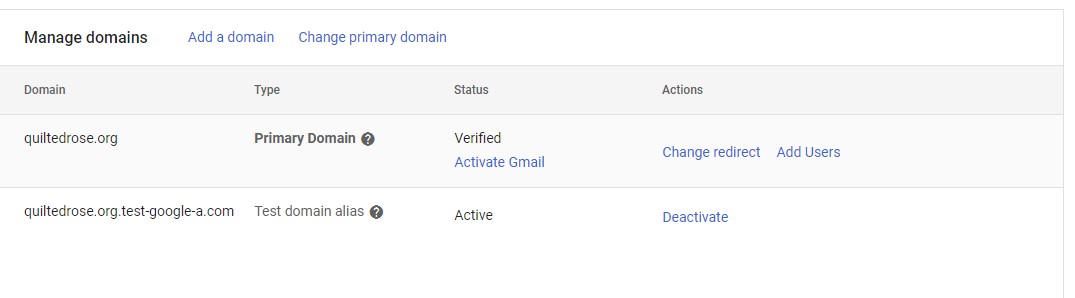 Manage domains Add a domain Change primary domain
Domain Type Status Actions
quiltedrose.org Primary Domain ? Verified
Activate Gmail Change redirect Add Users
quiltedrose.org.test-google-a.com Test domain alias ? Active Deactivate